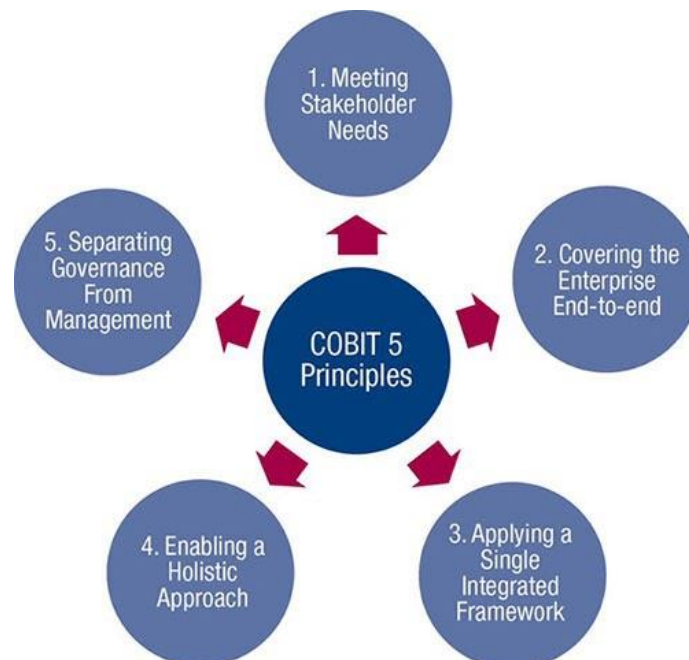 1. Meeting
Stakeholder
Needs
5. Separating
Governance
From
Management
2. Covering the
Enterprise
End-to-end
COBIT 5
Principles
4. Enabling a
Holistic
Approach
3. Applying a
Single
Integrated
Framework